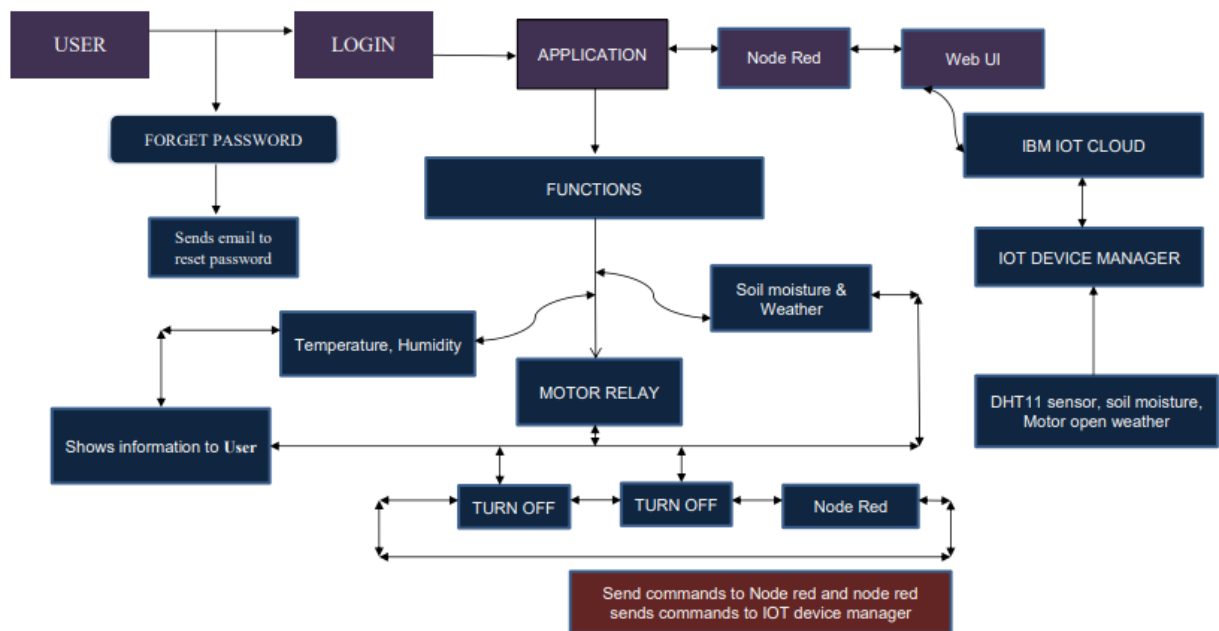 USER
LOGIN
APPLICATION
Node Red
Web UI
FORGET PASSWORD
IBM IOT CLOUD
FUNCTIONS
Sends email to
reset password
IOT DEVICE MANAGER
Soil moisture &
Weather
Temperature, Humidity
MOTOR RELAY
DHT11 sensor, soil moisture,
Motor open weather
Shows information to User
TURN OFF
TURN OFF
Node Red
Send commands to Node red and node red
sends commands to IOT device manager